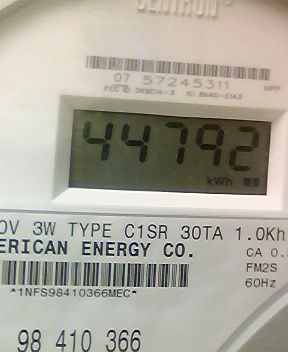 CENTRON
07 57245311
44792
kWh
0V 3W TYPE C1SR 30TA 1.0Kh
ERICAN ENERGY CO.
CA 0.
*1NFS98410366MEC*
FM2S
60Hz
98 410 366